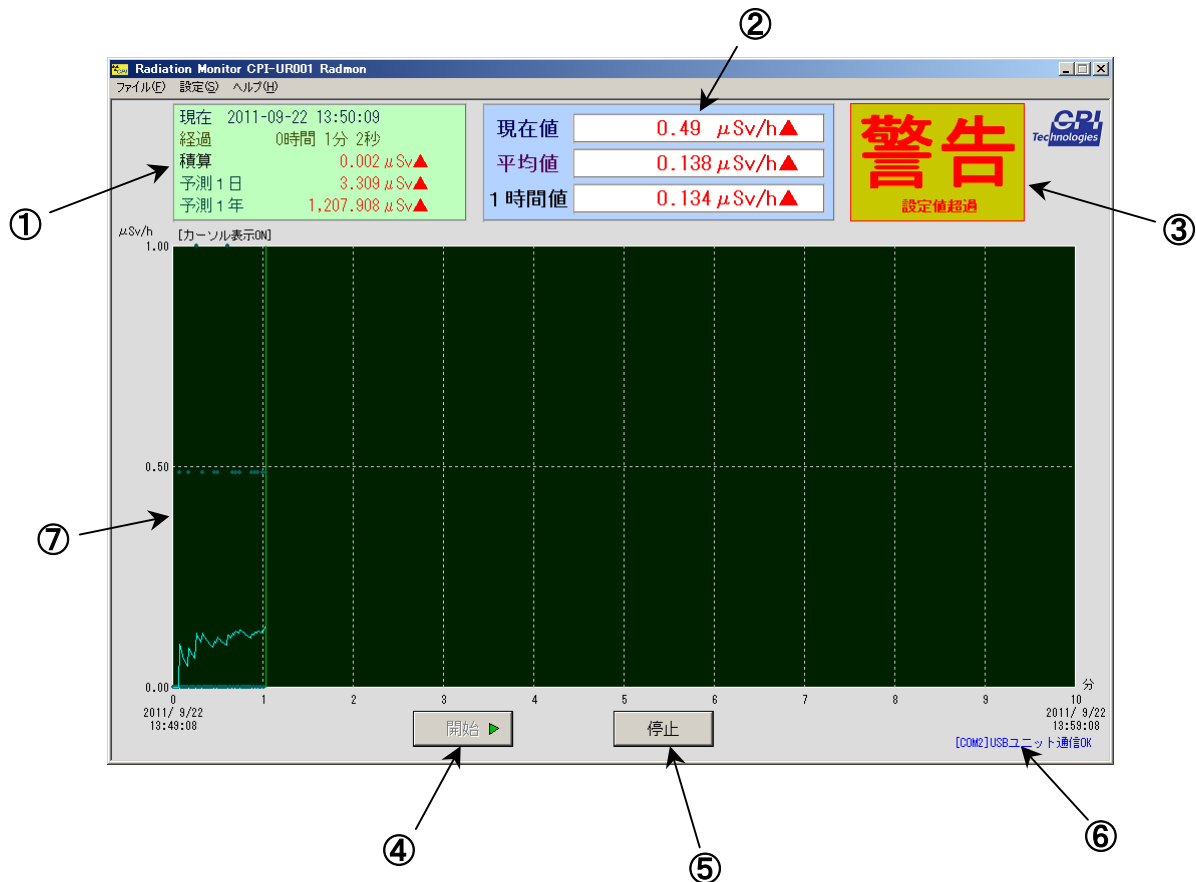 ②
Radiation Monitor CPI-UR001 Radmon
ファイル(F) 設定(S) ヘルプ(H)
現在 2011-09-22 13:50:09
経過 0時間 1分 2秒
積算 0.002 μSv▲
予測1日 3.309 μSv▲
予測1年 1,207.908 μSv▲
現在値 0.49 μSv/h▲
平均値 0.138 μSv/h▲
1時間値 0.134 μSv/h▲
警告
設定値超過
CPI
Technologies
①
③
μSv/h [カーソル表示ON]
1.00
0.50
⑦
0.00
0 1 2 3 4 5 6 7 8 9 10 分
2011/ 9/22
13:49:08
2011/ 9/22
13:59:08
開始 ▶
停止
[COM2]USBユニット通信OK
④
⑤
⑥